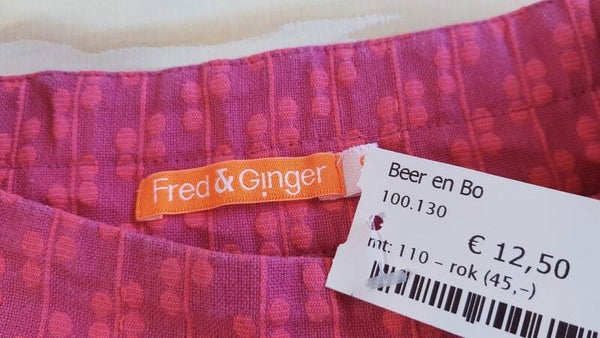 Fred & Ginger
Beer en Bo
100.130
€ 12,50
mt: 110 – rok (45,-)